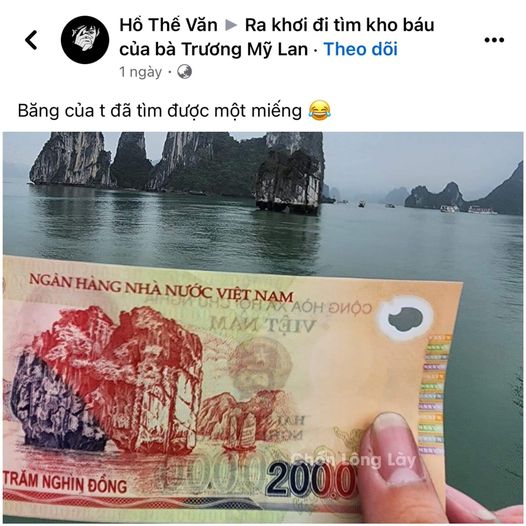 Hồ Thế Văn ▸ Ra khơi đi tìm kho báu
của bà Trương Mỹ Lan · Theo dõi
1 ngày ·
Băng của t đã tìm được một miếng 😂
NGÂN HÀNG NHÀ NƯỚC VIỆT NAM
CỘNG HÒA XÃ HỘI CHỦ NGHĨA
VIỆT NAM
HAI
TRĂM NGHÌN ĐỒNG
200.0
Chốn Lông Lày